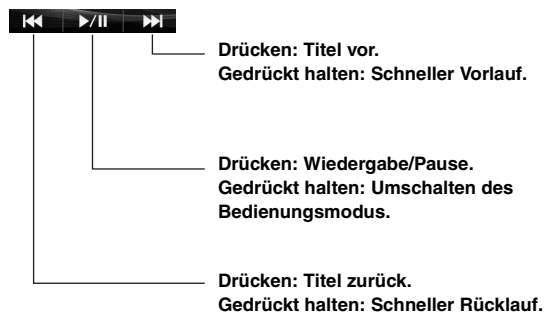 Drücken: Titel vor.
Gedrückt halten: Schneller Vorlauf.
Drücken: Wiedergabe/Pause.
Gedrückt halten: Umschalten des
Bedienungsmodus.
Drücken: Titel zurück.
Gedrückt halten: Schneller Rücklauf.